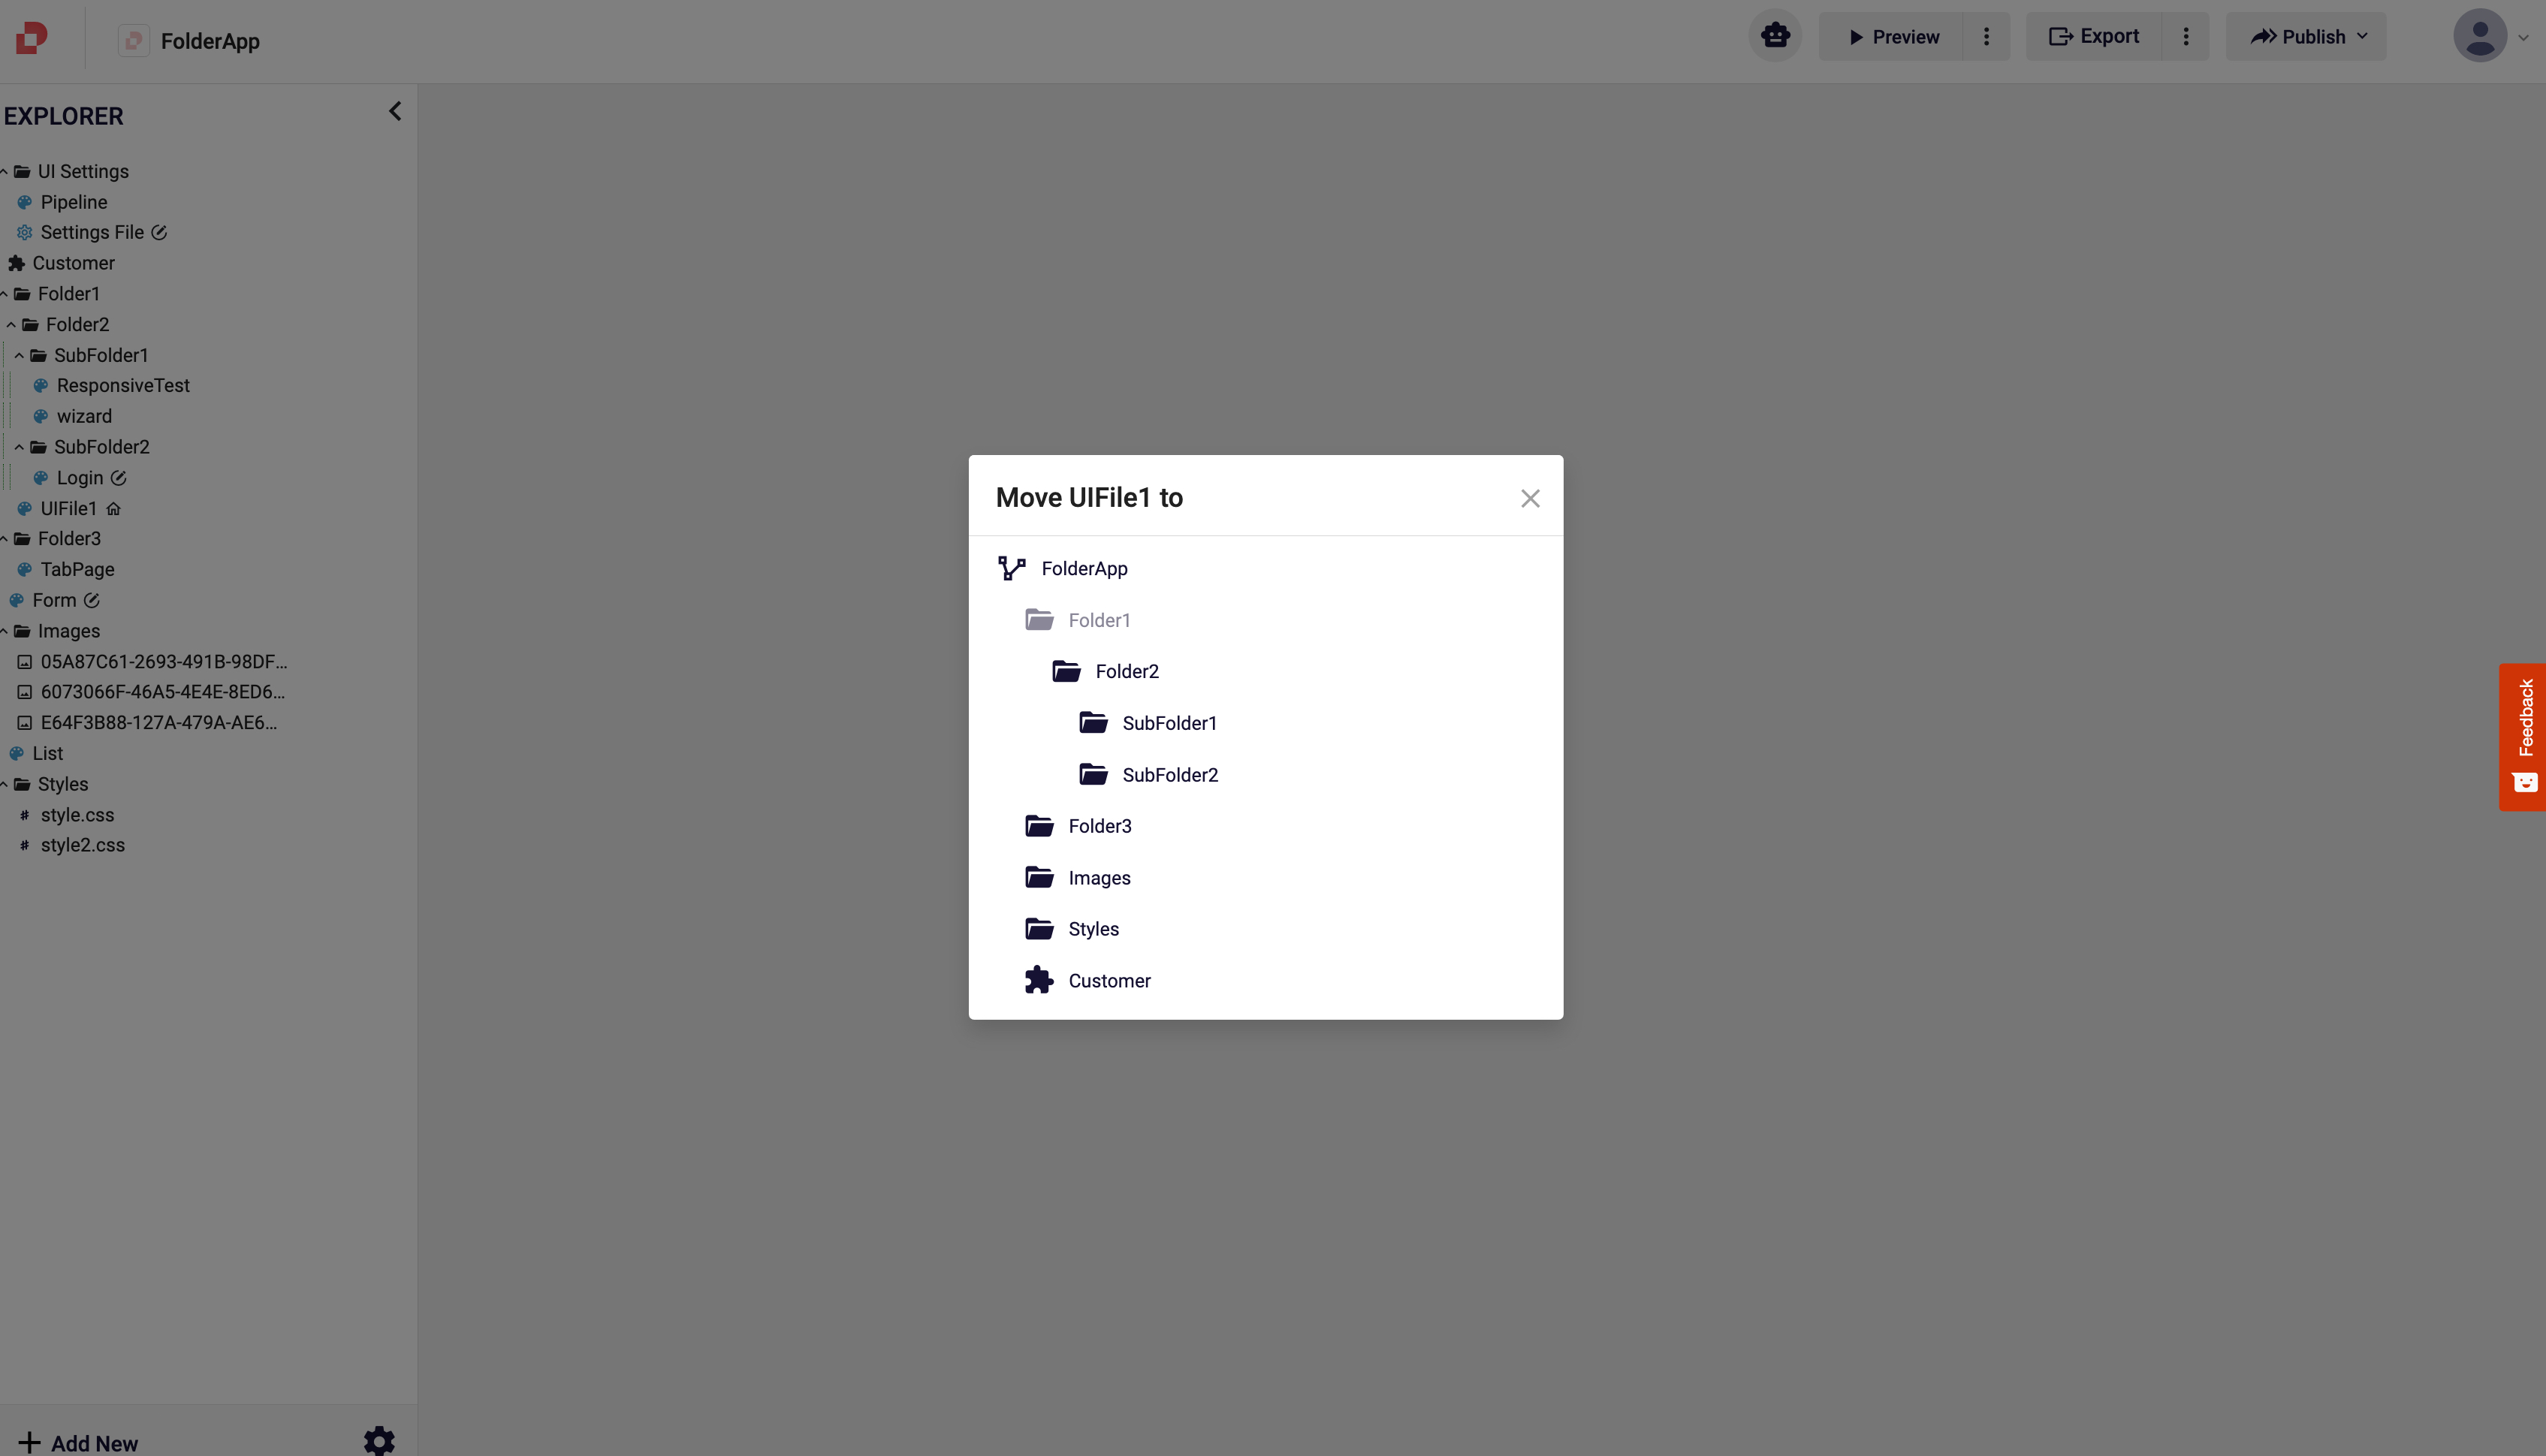 FolderApp
Preview
Export
Publish
EXPLORER
UI Settings
Pipeline
Settings File
Customer
Folder1
Folder2
SubFolder1
ResponsiveTest
wizard
SubFolder2
Login
UIFile1
Folder3
TabPage
Form
Images
05A87C61-2693-491B-98DF...
6073066F-46A5-4E4E-8ED6...
E64F3B88-127A-479A-AE6...
List
Styles
# style.css
# style2.css
Add New
Move UIFile1 to
FolderApp
Folder1
Folder2
SubFolder1
SubFolder2
Folder3
Images
Styles
Customer
Feedback